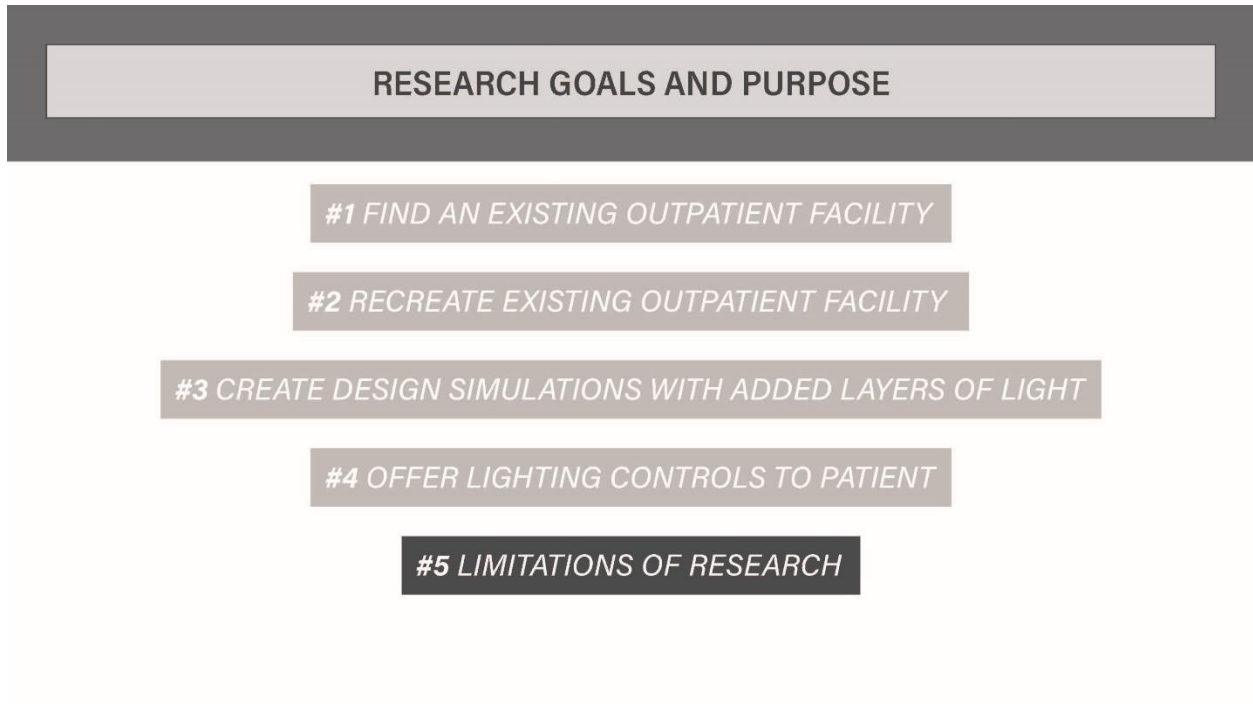 RESEARCH GOALS AND PURPOSE
#1 FIND AN EXISTING OUTPATIENT FACILITY
#2 RECREATE EXISTING OUTPATIENT FACILITY
#3 CREATE DESIGN SIMULATIONS WITH ADDED LAYERS OF LIGHT
#4 OFFER LIGHTING CONTROLS TO PATIENT
#5 LIMITATIONS OF RESEARCH